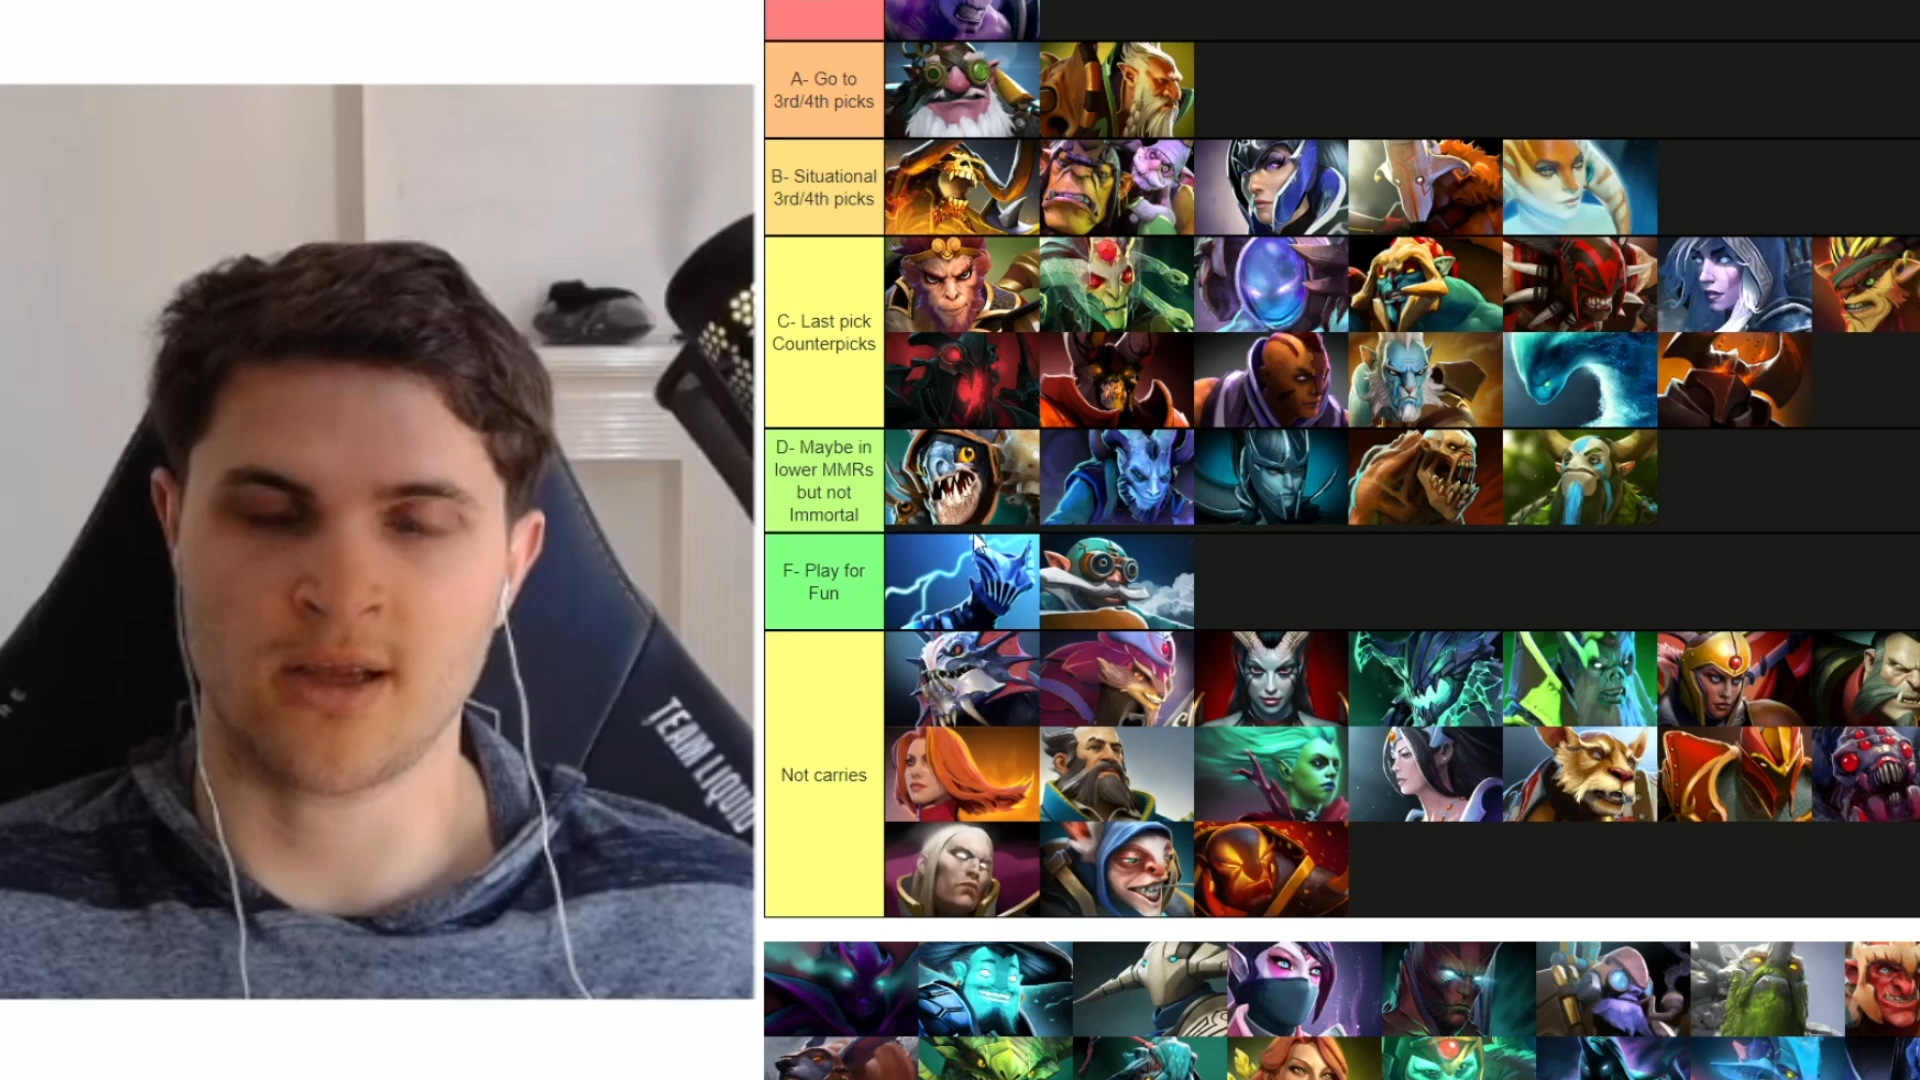 A- Go to
3rd/4th picks
B- Situational
3rd/4th picks
C- Last pick
Counterpicks
D- Maybe in
lower MMRs
but not
Immortal
F- Play for
Fun
Not carries
TEAM LIQUID